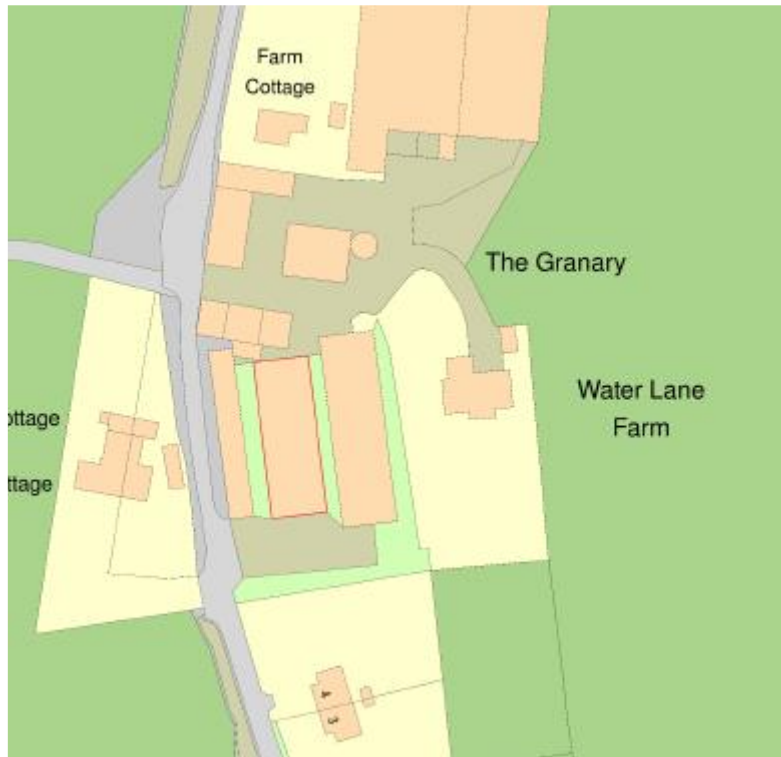 Farm
Cottage
The Granary
Water Lane
Farm
ottage
ttage
4
3